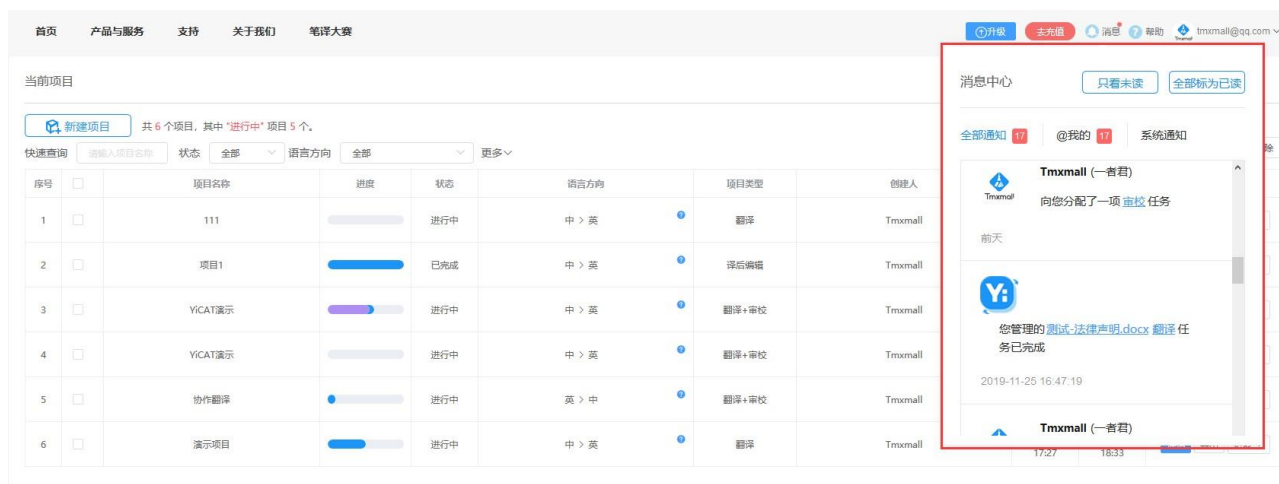 首页 产品与服务 支持 关于我们 笔译大赛 升级 去充值 消息 帮助 tmxmall@qq.com
当前项目
新建项目 共 6 个项目，其中 "进行中" 项目 5 个。
快速查询 请输入项目名称 状态 全部 语言方向 全部 更多
序号 项目名称 进度 状态 语言方向 项目类型 创建人
1 111 进行中 中 > 英 翻译 Tmxmall
2 项目1 已完成 中 > 英 译后编辑 Tmxmall
3 YiCAT演示 进行中 中 > 英 翻译+审校 Tmxmall
4 YiCAT演示 进行中 中 > 英 翻译+审校 Tmxmall
5 协作翻译 进行中 英 > 中 翻译+审校 Tmxmall
6 演示项目 进行中 中 > 英 翻译 Tmxmall
17:27 18:33
消息中心 只看未读 全部标为已读
全部通知 17 @我的 17 系统通知
Tmxmall (一者君)
Tmxmall
向您分配了一项 审校 任务
前天
Yi
您管理的 测试-法律声明.docx 翻译 任
务已完成
2019-11-25 16:47:19
Tmxmall (一者君)
除